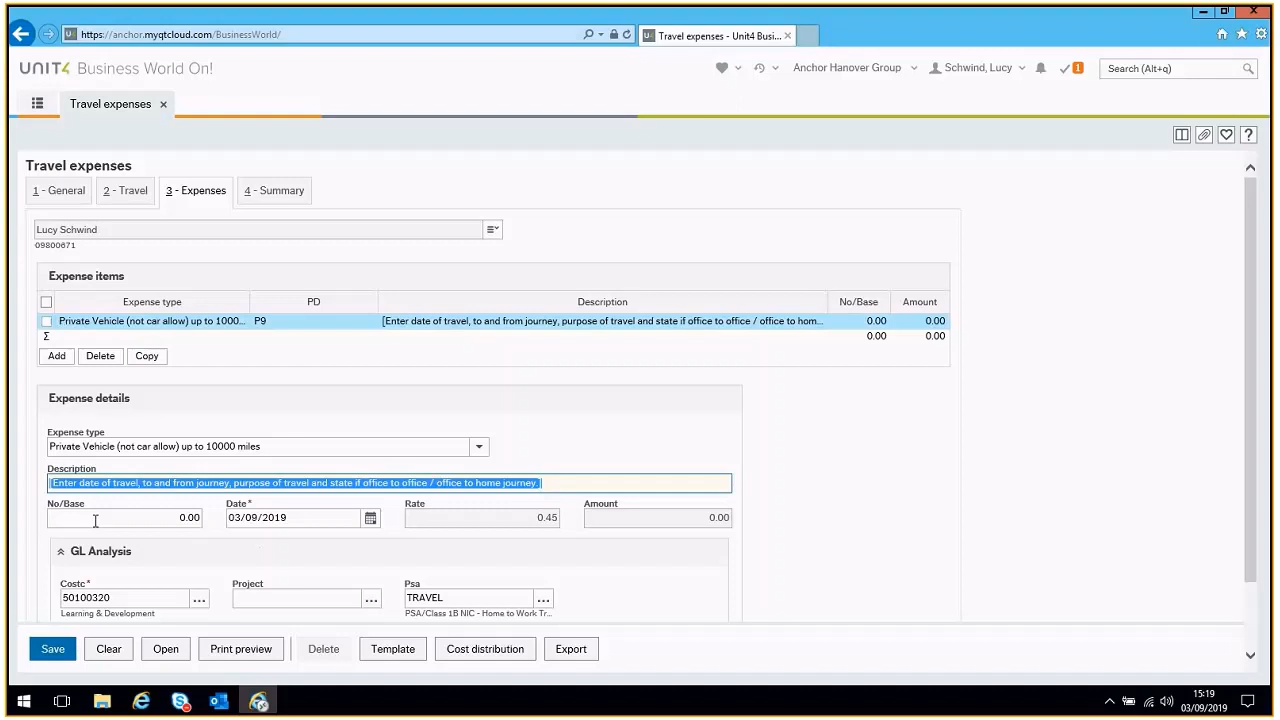 https://anchor.myqtcloud.com/BusinessWorld/
Travel expenses - Unit4 Busi...
UNIT4 Business World On!
Anchor Hanover Group
Schwind, Lucy
1
Search (Alt+q)
Travel expenses
Travel expenses
1 - General
2 - Travel
3 - Expenses
4 - Summary
Lucy Schwind
09800671
Expense items
Expense type PD Description No/Base Amount
Private Vehicle (not car allow) up to 1000... P9 [Enter date of travel, to and from journey, purpose of travel and state if office to office / office to hom... 0.00 0.00
Σ 0.00 0.00
Add Delete Copy
Expense details
Expense type
Private Vehicle (not car allow) up to 10000 miles
Description
[Enter date of travel, to and from journey, purpose of travel and state if office to office / office to home journey.]
No/Base Date* Rate Amount
0.00 03/09/2019 0.45 0.00
GL Analysis
Costc* Project Psa
50100320 ... ... TRAVEL ...
Learning & Development PSA/Class 1B NIC - Home to Work Tr...
Save Clear Open Print preview Delete Template Cost distribution Export
15:19
03/09/2019